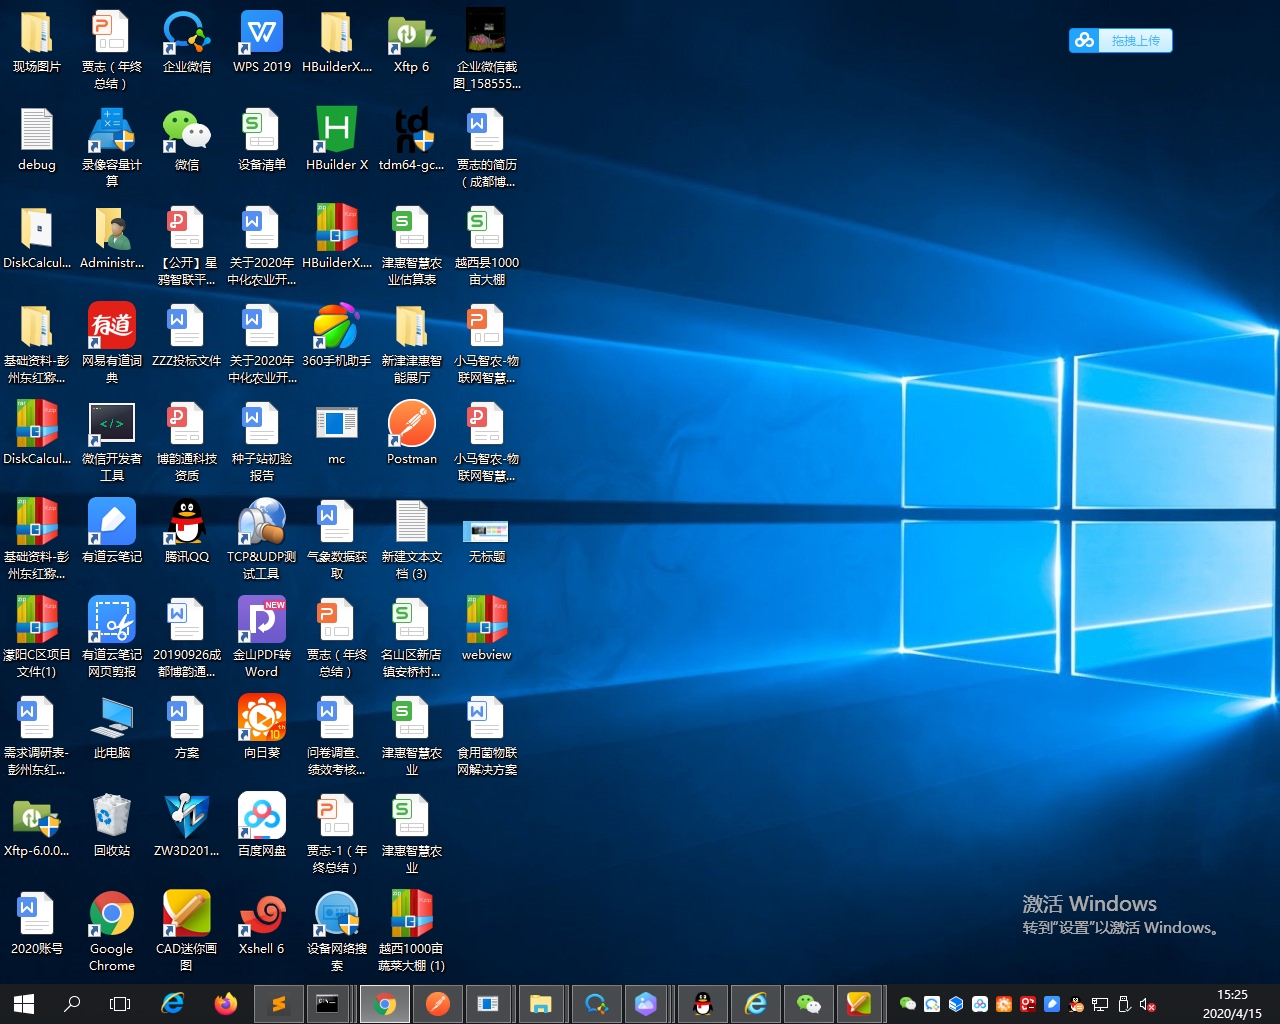 现场图片
贾志（年终
总结）
企业微信
WPS 2019
HBuilderX....
Xftp 6
企业微信截
图_158555...
拖拽上传
debug
录像容量计
算
微信
设备清单
HBuilder X
tdm64-gc...
贾志的简历
（成都博...
DiskCalcul...
Administr...
【公开】星
鸦智联平...
关于2020年
中化农业开...
HBuilderX....
津惠智慧农
业估算表
越西县1000
亩大棚
基础资料-彭
州东红猕...
网易有道词
典
ZZZ投标文件
关于2020年
中化农业开...
360手机助手
新津津惠智
能展厅
小马智农-物
联网智慧...
DiskCalcul...
微信开发者
工具
博韵通科技
资质
种子站初验
报告
mc
Postman
小马智农-物
联网智慧...
基础资料-彭
州东红猕...
有道云笔记
腾讯QQ
TCP&UDP测
试工具
气象数据获
取
新建文本文
档 (3)
无标题
濛阳C区项目
文件(1)
有道云笔记
网页剪报
20190926成
都博韵通...
金山PDF转
Word
贾志（年终
总结）
名山区新店
镇安桥村...
webview
需求调研表-
彭州东红...
此电脑
方案
向日葵
问卷调查、
绩效考核...
津惠智慧农
业
食用菌物联
网解决方案
Xftp-6.0.0...
回收站
ZW3D201...
百度网盘
贾志-1（年
终总结）
津惠智慧农
业
2020账号
Google
Chrome
CAD迷你画
图
Xshell 6
设备网络搜
索
越西1000亩
蔬菜大棚 (1)
激活 Windows
转到"设置"以激活 Windows。
15:25
2020/4/15